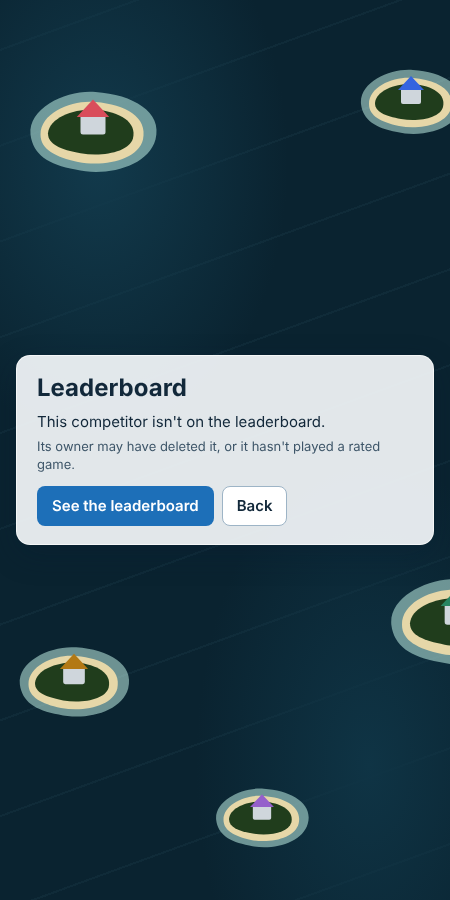 Leaderboard
This competitor isn't on the leaderboard.
Its owner may have deleted it, or it hasn't played a rated
game.
See the leaderboard
Back